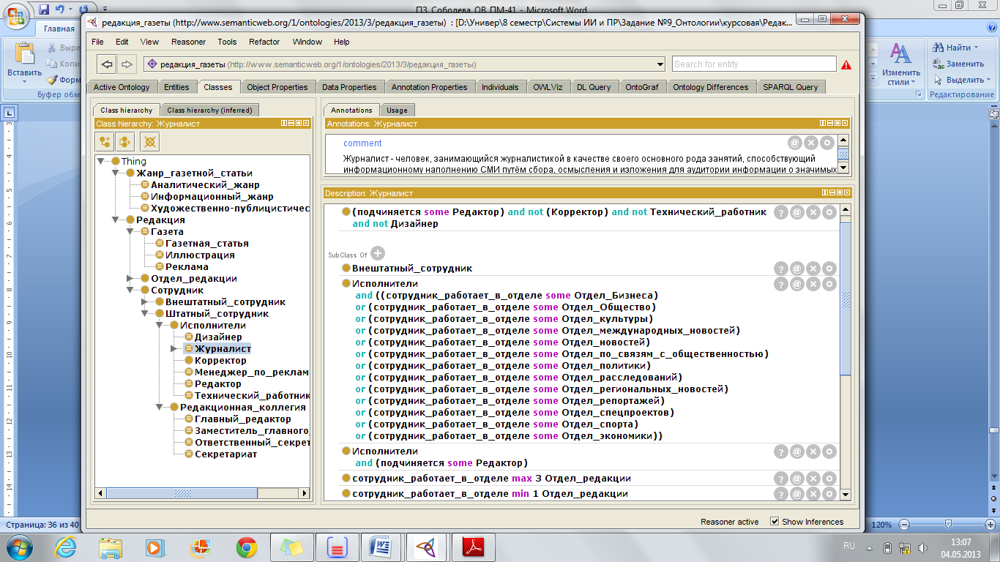 ПЗ_Соболева_ОВ_ПМ-41 - Microsoft Word
Главная
Вставить
Выре
Копи
Форм
Буфер обм
Изменить
стили
Найти
Заменить
Выделить
Редактирование
редакция_газеты (http://www.semanticweb.org/1/ontologies/2013/3/редакция_газеты) : [D:\Универ\8 семестр\Системы ИИ и ПР\Задание №9_Онтологии\курсовая\Редак...
File Edit View Reasoner Tools Refactor Window Help
редакция_газеты (http://www.semanticweb.org/1/ontologies/2013/3/редакция_газеты)
Search for entity
Active Ontology Entities Classes Object Properties Data Properties Annotation Properties Individuals OWLViz DL Query OntoGraf Ontology Differences SPARQL Query
Class hierarchy Class hierarchy (inferred)
Class hierarchy: Журналист
Thing
Жанр_газетной_статьи
Аналитический_жанр
Информационный_жанр
Художественно-публицистичес
Редакция
Газета
Газетная_статья
Иллюстрация
Реклама
Отдел_редакции
Сотрудник
Внештатный_сотрудник
Штатный_сотрудник
Исполнители
Дизайнер
Журналист
Корректор
Менеджер_по_реклам
Редактор
Технический_работник
Редакционная_коллегия
Главный_редактор
Заместитель_главного_
Ответственный_секрет
Секретариат
Annotations Usage
Annotations: Журналист
comment
Журналист - человек, занимающийся журналистикой в качестве своего основного рода занятий, способствующий
информационному наполнению СМИ путём сбора, осмысления и изложения для аудитории информации о значимых
Description: Журналист
(подчиняется some Редактор) and not (Корректор) and not Технический_работник
and not Дизайнер
SubClass Of
Внештатный_сотрудник
Исполнители
and ((сотрудник_работает_в_отделе some Отдел_Бизнеса)
or (сотрудник_работает_в_отделе some Отдел_Общество)
or (сотрудник_работает_в_отделе some Отдел_культуры)
or (сотрудник_работает_в_отделе some Отдел_международных_новостей)
or (сотрудник_работает_в_отделе some Отдел_новостей)
or (сотрудник_работает_в_отделе some Отдел_по_связям_с_общественностью)
or (сотрудник_работает_в_отделе some Отдел_политики)
or (сотрудник_работает_в_отделе some Отдел_расследований)
or (сотрудник_работает_в_отделе some Отдел_региональных_новостей)
or (сотрудник_работает_в_отделе some Отдел_репортажей)
or (сотрудник_работает_в_отделе some Отдел_спецпроектов)
or (сотрудник_работает_в_отделе some Отдел_спорта)
or (сотрудник_работает_в_отделе some Отдел_экономики))
Исполнители
and (подчиняется some Редактор)
сотрудник_работает_в_отделе max 3 Отдел_редакции
сотрудник_работает_в_отделе min 1 Отдел_редакции
Reasoner active Show Inferences
Страница: 36 из 40
120%
RU
13:07
04.05.2013